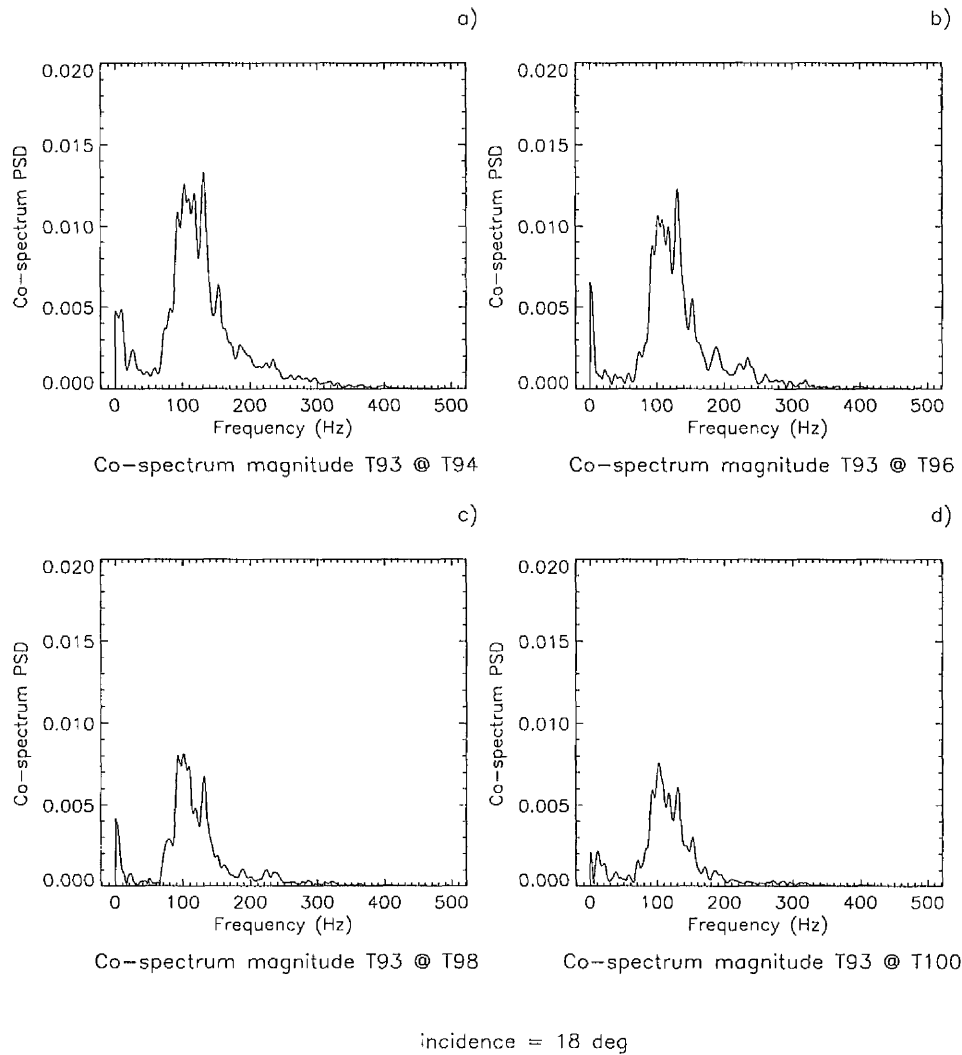 a)
0.020
0.015
0.010
0.005
0.000
Co-spectrum PSD
0 100 200 300 400 500
Frequency (Hz)
Co-spectrum magnitude T93 @ T94
b)
0.020
0.015
0.010
0.005
0.000
Co-spectrum PSD
0 100 200 300 400 500
Frequency (Hz)
Co-spectrum magnitude T93 @ T96
c)
0.020
0.015
0.010
0.005
0.000
Co-spectrum PSD
0 100 200 300 400 500
Frequency (Hz)
Co-spectrum magnitude T93 @ T98
d)
0.020
0.015
0.010
0.005
0.000
Co-spectrum PSD
0 100 200 300 400 500
Frequency (Hz)
Co-spectrum magnitude T93 @ T100
incidence = 18 deg